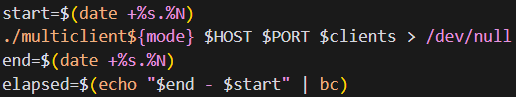 start=$(date +%s.%N)
./multiclient${mode} $HOST $PORT $clients > /dev/null
end=$(date +%s.%N)
elapsed=$(echo "$end - $start" | bc)